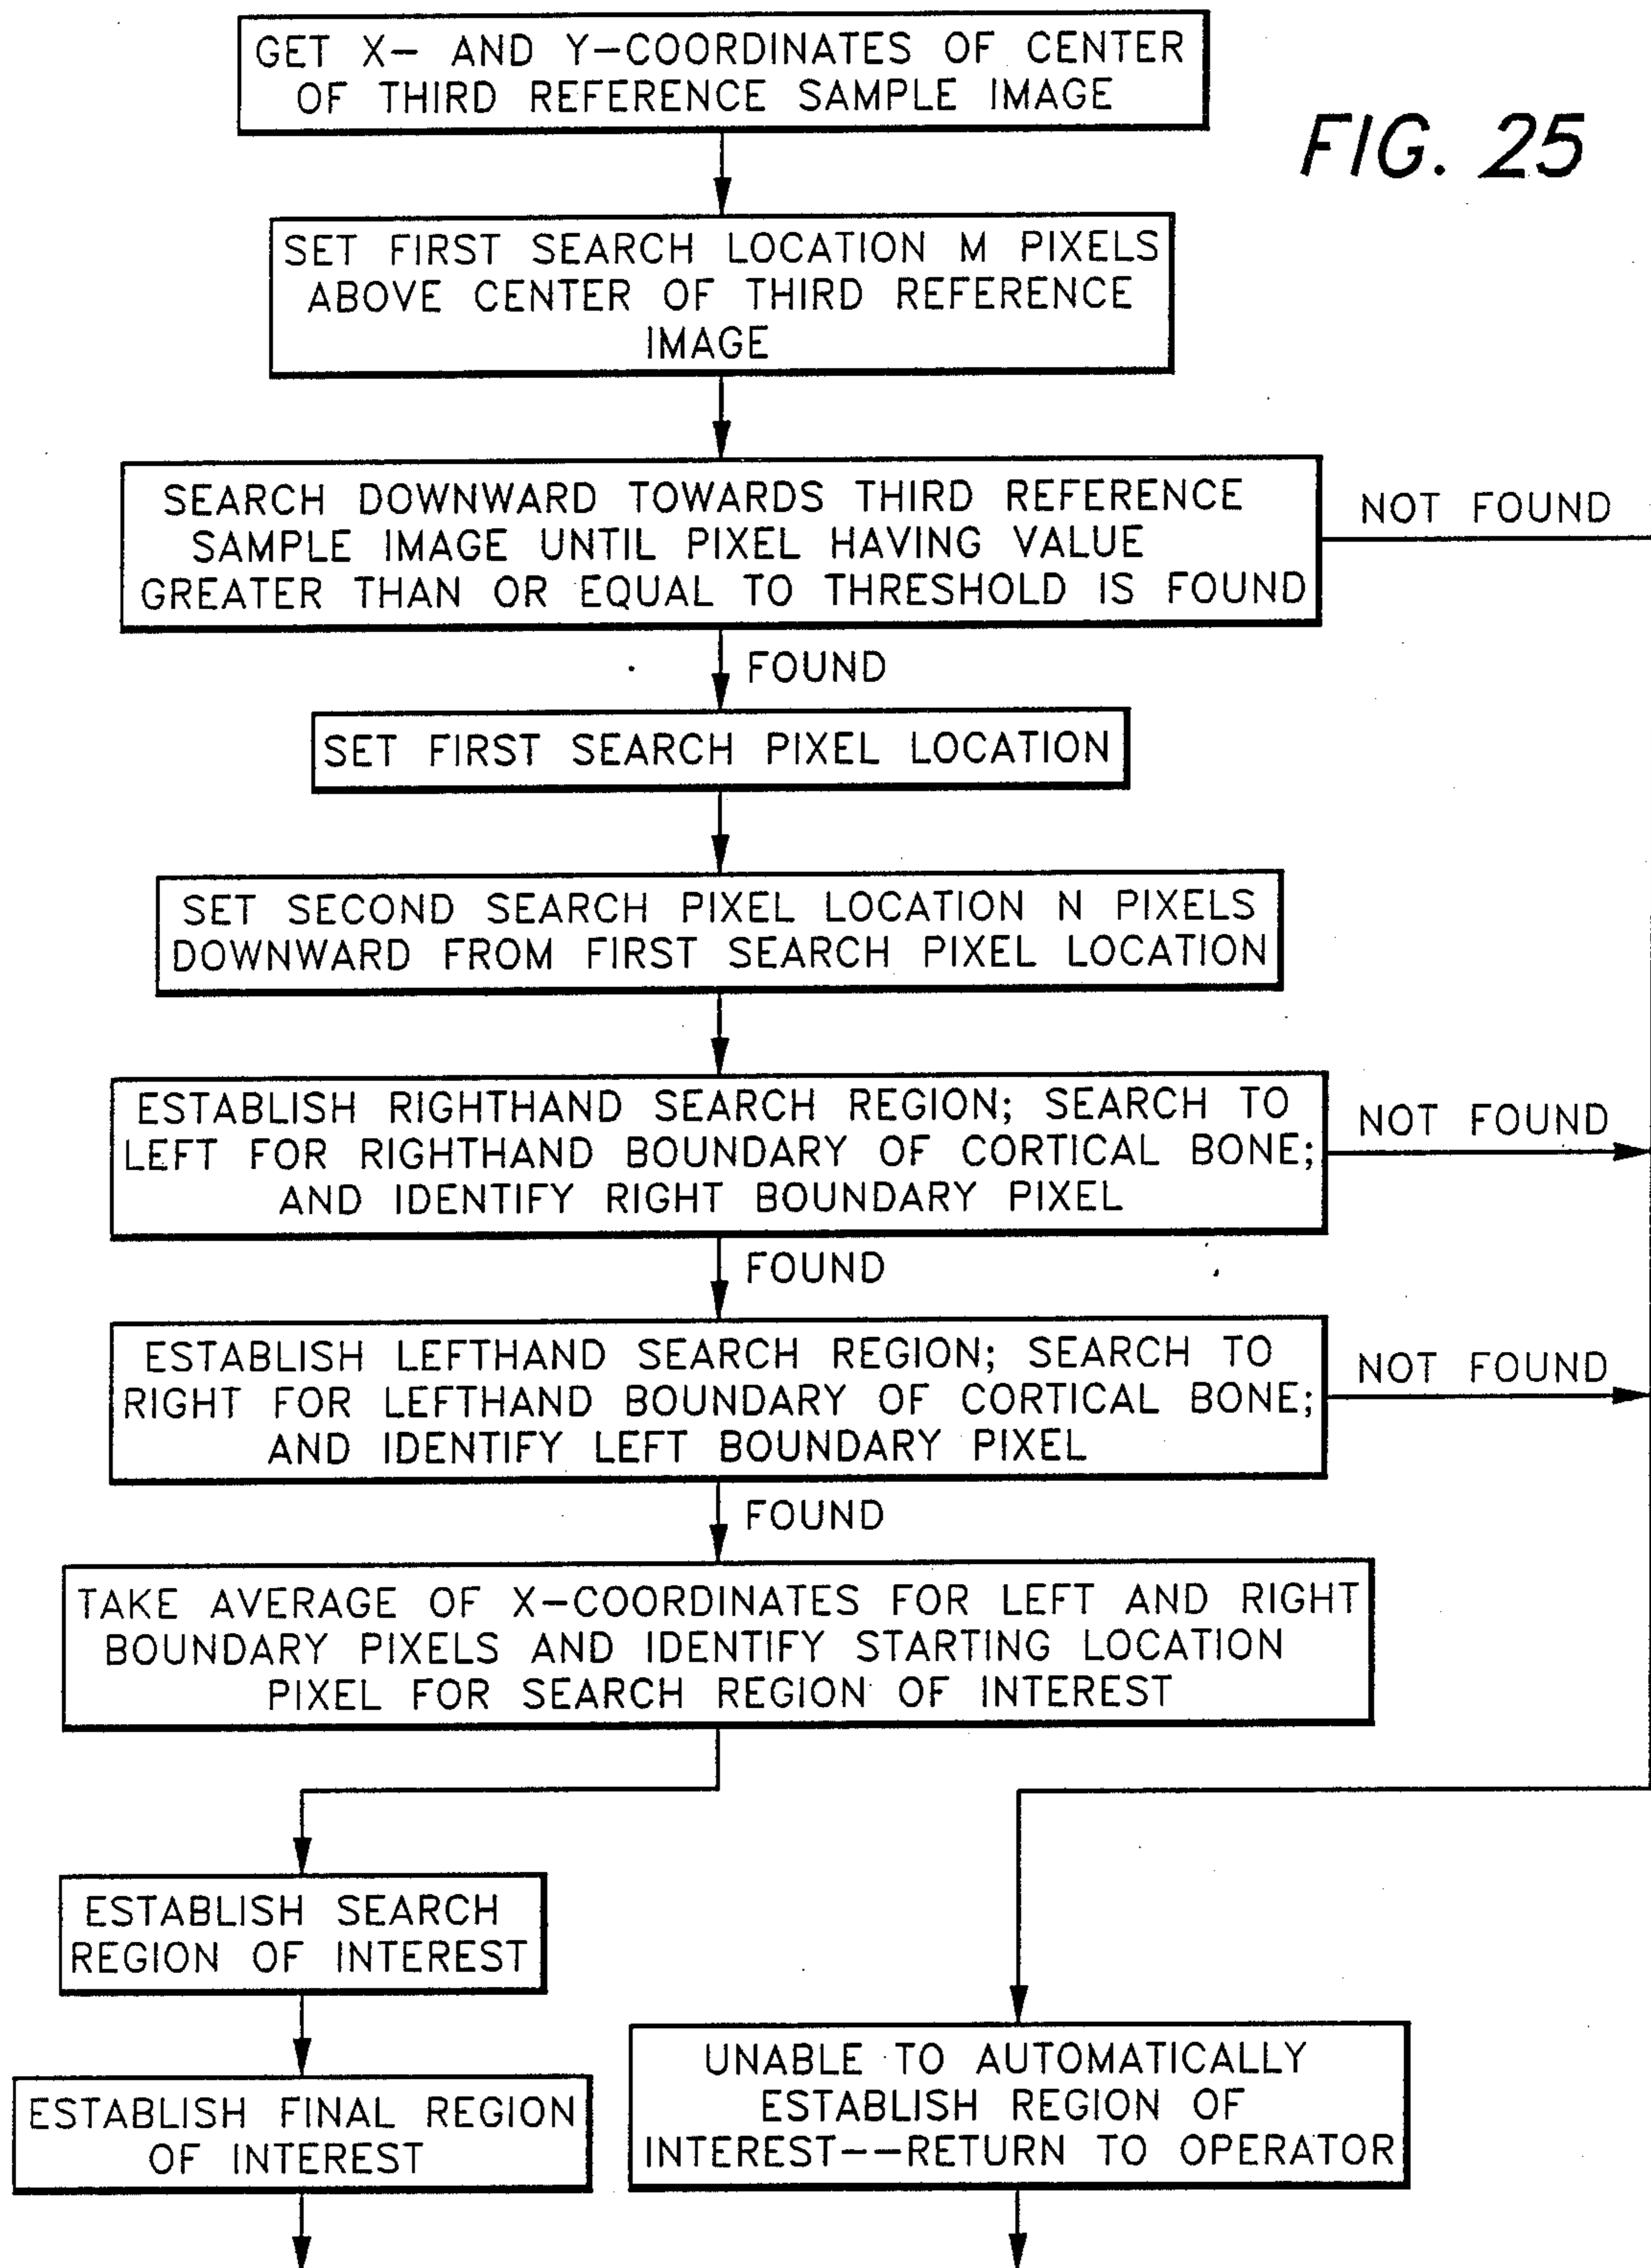 GET X- AND Y-COORDINATES OF CENTER
OF THIRD REFERENCE SAMPLE IMAGE
FIG. 25
SET FIRST SEARCH LOCATION M PIXELS
ABOVE CENTER OF THIRD REFERENCE
IMAGE
SEARCH DOWNWARD TOWARDS THIRD REFERENCE
SAMPLE IMAGE UNTIL PIXEL HAVING VALUE
GREATER THAN OR EQUAL TO THRESHOLD IS FOUND
NOT FOUND
FOUND
SET FIRST SEARCH PIXEL LOCATION
SET SECOND SEARCH PIXEL LOCATION N PIXELS
DOWNWARD FROM FIRST SEARCH PIXEL LOCATION
ESTABLISH RIGHTHAND SEARCH REGION; SEARCH TO
LEFT FOR RIGHTHAND BOUNDARY OF CORTICAL BONE;
AND IDENTIFY RIGHT BOUNDARY PIXEL
NOT FOUND
FOUND
ESTABLISH LEFTHAND SEARCH REGION; SEARCH TO
RIGHT FOR LEFTHAND BOUNDARY OF CORTICAL BONE;
AND IDENTIFY LEFT BOUNDARY PIXEL
NOT FOUND
FOUND
TAKE AVERAGE OF X-COORDINATES FOR LEFT AND RIGHT
BOUNDARY PIXELS AND IDENTIFY STARTING LOCATION
PIXEL FOR SEARCH REGION OF INTEREST
ESTABLISH SEARCH
REGION OF INTEREST
ESTABLISH FINAL REGION
OF INTEREST
UNABLE TO AUTOMATICALLY
ESTABLISH REGION OF
INTEREST--RETURN TO OPERATOR